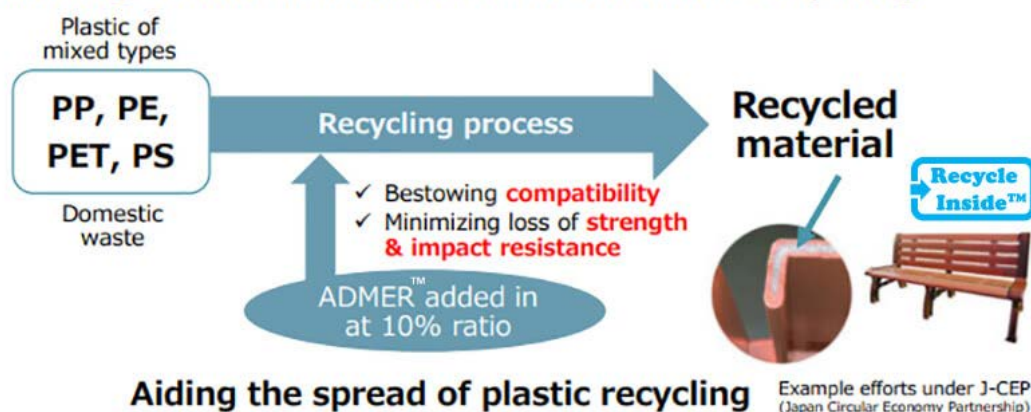 Plastic of
mixed types
PP, PE,
PET, PS
Domestic
waste
Recycling process
✓ Bestowing compatibility
✓ Minimizing loss of strength
& impact resistance
ADMER™ added in
at 10% ratio
Recycled
material
Recycle
Inside™
Aiding the spread of plastic recycling
Example efforts under J-CEP
(Japan Circular Economy Partnership)